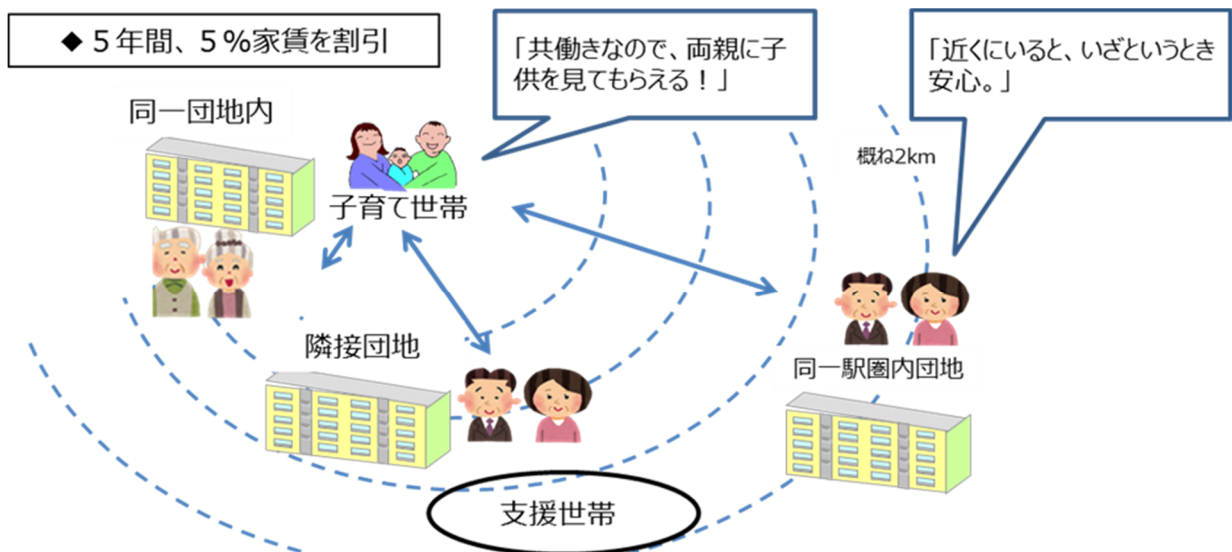 ◆ 5年間、5%家賃を割引
「共働きなので、両親に子
供を見てもらえる！」
「近くにいると、いざというとき
安心。」
同一団地内
概ね2km
子育て世帯
隣接団地
同一駅圏内団地
支援世帯